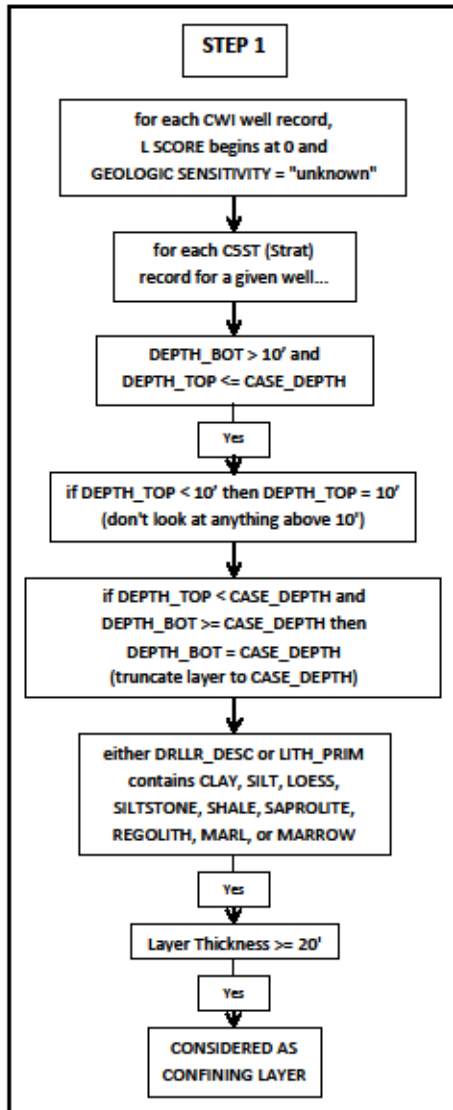 STEP 1
for each CWI well record,
L SCORE begins at 0 and
GEOLOGIC SENSITIVITY = "unknown"
for each C5ST (Strat)
record for a given well...
DEPTH_BOT > 10' and
DEPTH_TOP <= CASE_DEPTH
Yes
if DEPTH_TOP < 10' then DEPTH_TOP = 10'
(don't look at anything above 10')
if DEPTH_TOP < CASE_DEPTH and
DEPTH_BOT >= CASE_DEPTH then
DEPTH_BOT = CASE_DEPTH
(truncate layer to CASE_DEPTH)
either DRLLR_DESC or LITH_PRIM
contains CLAY, SILT, LOESS,
SILTSTONE, SHALE, SAPROLITE,
REGOLITH, MARL, or MARROW
Yes
Layer Thickness >= 20'
Yes
CONSIDERED AS
CONFINING LAYER